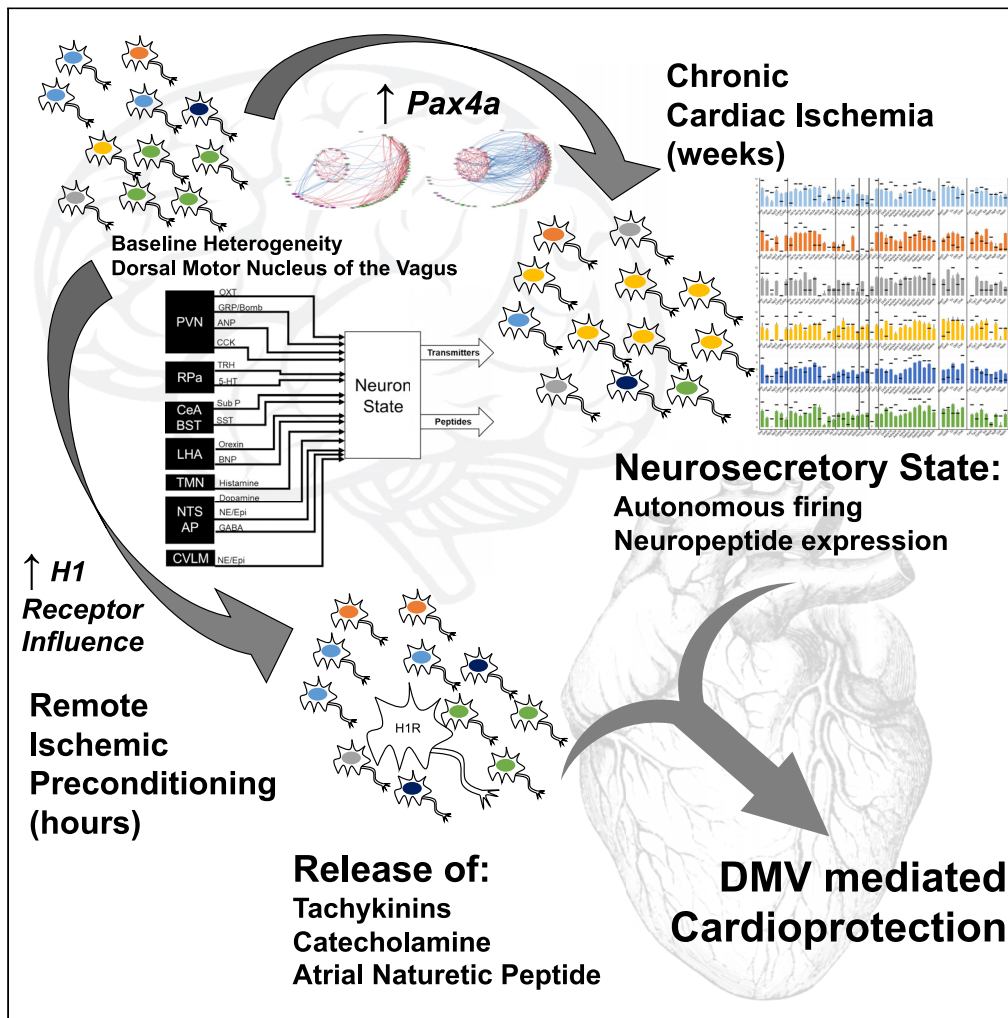 ↑ Pax4a
Chronic
Cardiac Ischemia
(weeks)
Baseline Heterogeneity
Dorsal Motor Nucleus of the Vagus
PVN
OXT
GRP/Bomb
ANP
CCK
RPa
TRH
5-HT
CeA
BST
Sub P
SST
LHA
Orexin
BNP
TMN
Histamine
NTS
AP
Dopamine
NE/Epi
GABA
CVLM
NE/Epi
Neuron
State
Transmitters
Peptides
Neurosecretory State:
Autonomous firing
Neuropeptide expression
↑ H1
Receptor
Influence
Remote
Ischemic
Preconditioning
(hours)
H1R
Release of:
Tachykinins
Catecholamine
Atrial Naturetic Peptide
DMV mediated
Cardioprotection